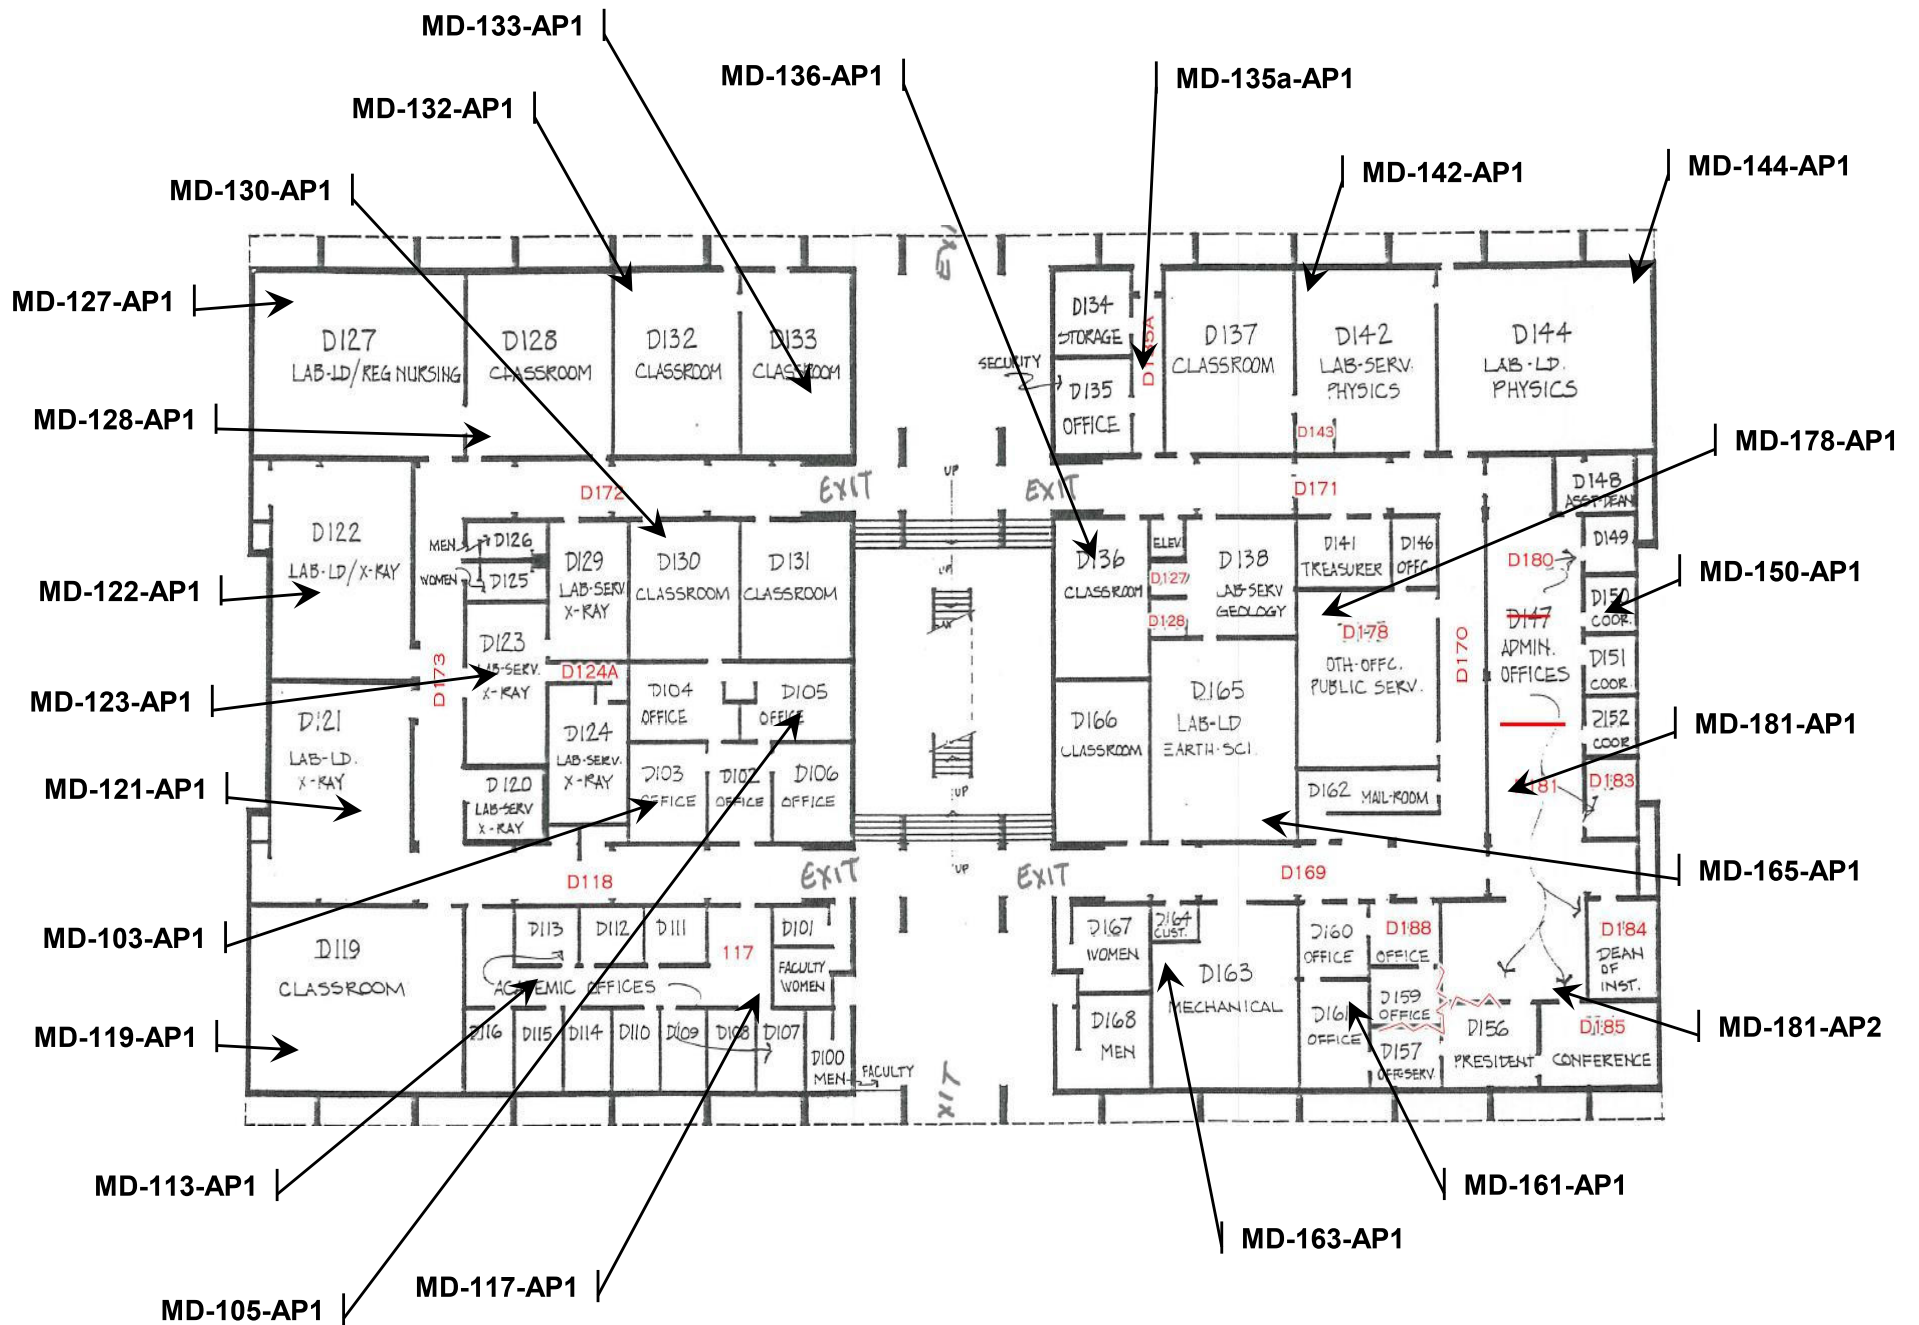 MD-133-AP1
MD-136-AP1
MD-135a-AP1
MD-132-AP1
MD-142-AP1
MD-144-AP1
MD-130-AP1
MD-127-AP1
MD-128-AP1
MD-178-AP1
MD-122-AP1
MD-150-AP1
MD-123-AP1
MD-181-AP1
MD-121-AP1
MD-165-AP1
MD-103-AP1
MD-119-AP1
MD-181-AP2
MD-113-AP1
MD-161-AP1
MD-163-AP1
MD-117-AP1
MD-105-AP1
D127
LAB-LD/REG NURSING
D128
CLASSROOM
D132
CLASSROOM
D133
CLASSROOM
D134
STORAGE
SECURITY
D135
OFFICE
D135A
D137
CLASSROOM
D142
LAB-SERV.
PHYSICS
D143
D144
LAB-LD.
PHYSICS
D172
EXIT
UP
EXIT
D171
D148
ASST-DEAN
D122
LAB-LD/X-RAY
MEN
D126
WOMEN
D125
D129
LAB-SERV
X-RAY
D130
CLASSROOM
D131
CLASSROOM
UP
D136
CLASSROOM
ELEV.
D127
D128
D138
LAB-SERV
GEOLOGY
D141
TREASURER
D146
OFFC
D180
D149
D147
ADMIN.
OFFICES
D150
COOR.
D151
COOR.
D152
COOR
D173
D123
LAB-SERV.
X-RAY
D124A
D104
OFFICE
D105
OFFICE
D178
OTH-OFFC.
PUBLIC SERV.
D170
D121
LAB-LD.
X-RAY
D124
LAB-SERV.
X-RAY
D103
OFFICE
D102
OFFICE
D106
OFFICE
UP
D166
CLASSROOM
D165
LAB-LD
EARTH-SCI.
D162 MAIL-ROOM
D181
D183
D120
LAB-SERV
X-RAY
D118
EXIT
UP
EXIT
D169
D119
CLASSROOM
D113
D112
D111
117
D101
FACULTY
WOMEN
ACADEMIC OFFICES
D116
D115
D114
D110
D109
D108
D107
D100
MEN
FACULTY
D167
WOMEN
D164
CUST.
D163
MECHANICAL
D168
MEN
D160
OFFICE
D188
OFFICE
D161
OFFICE
D159
OFFICE
D157
OFF-SERV.
D156
PRESIDENT
D184
DEAN
OF
INST.
D185
CONFERENCE